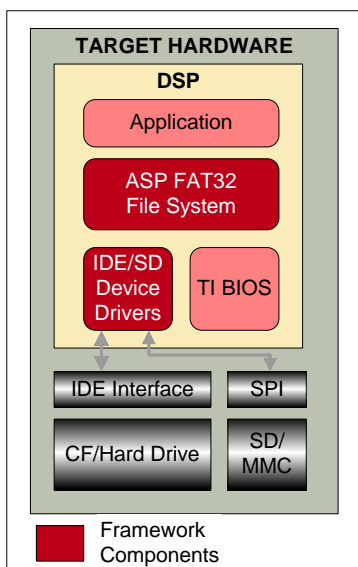 TARGET HARDWARE
DSP
Application
ASP FAT32
File System
IDE/SD
Device
Drivers
TI BIOS
IDE Interface
SPI
CF/Hard Drive
SD/
MMC
Framework
Components